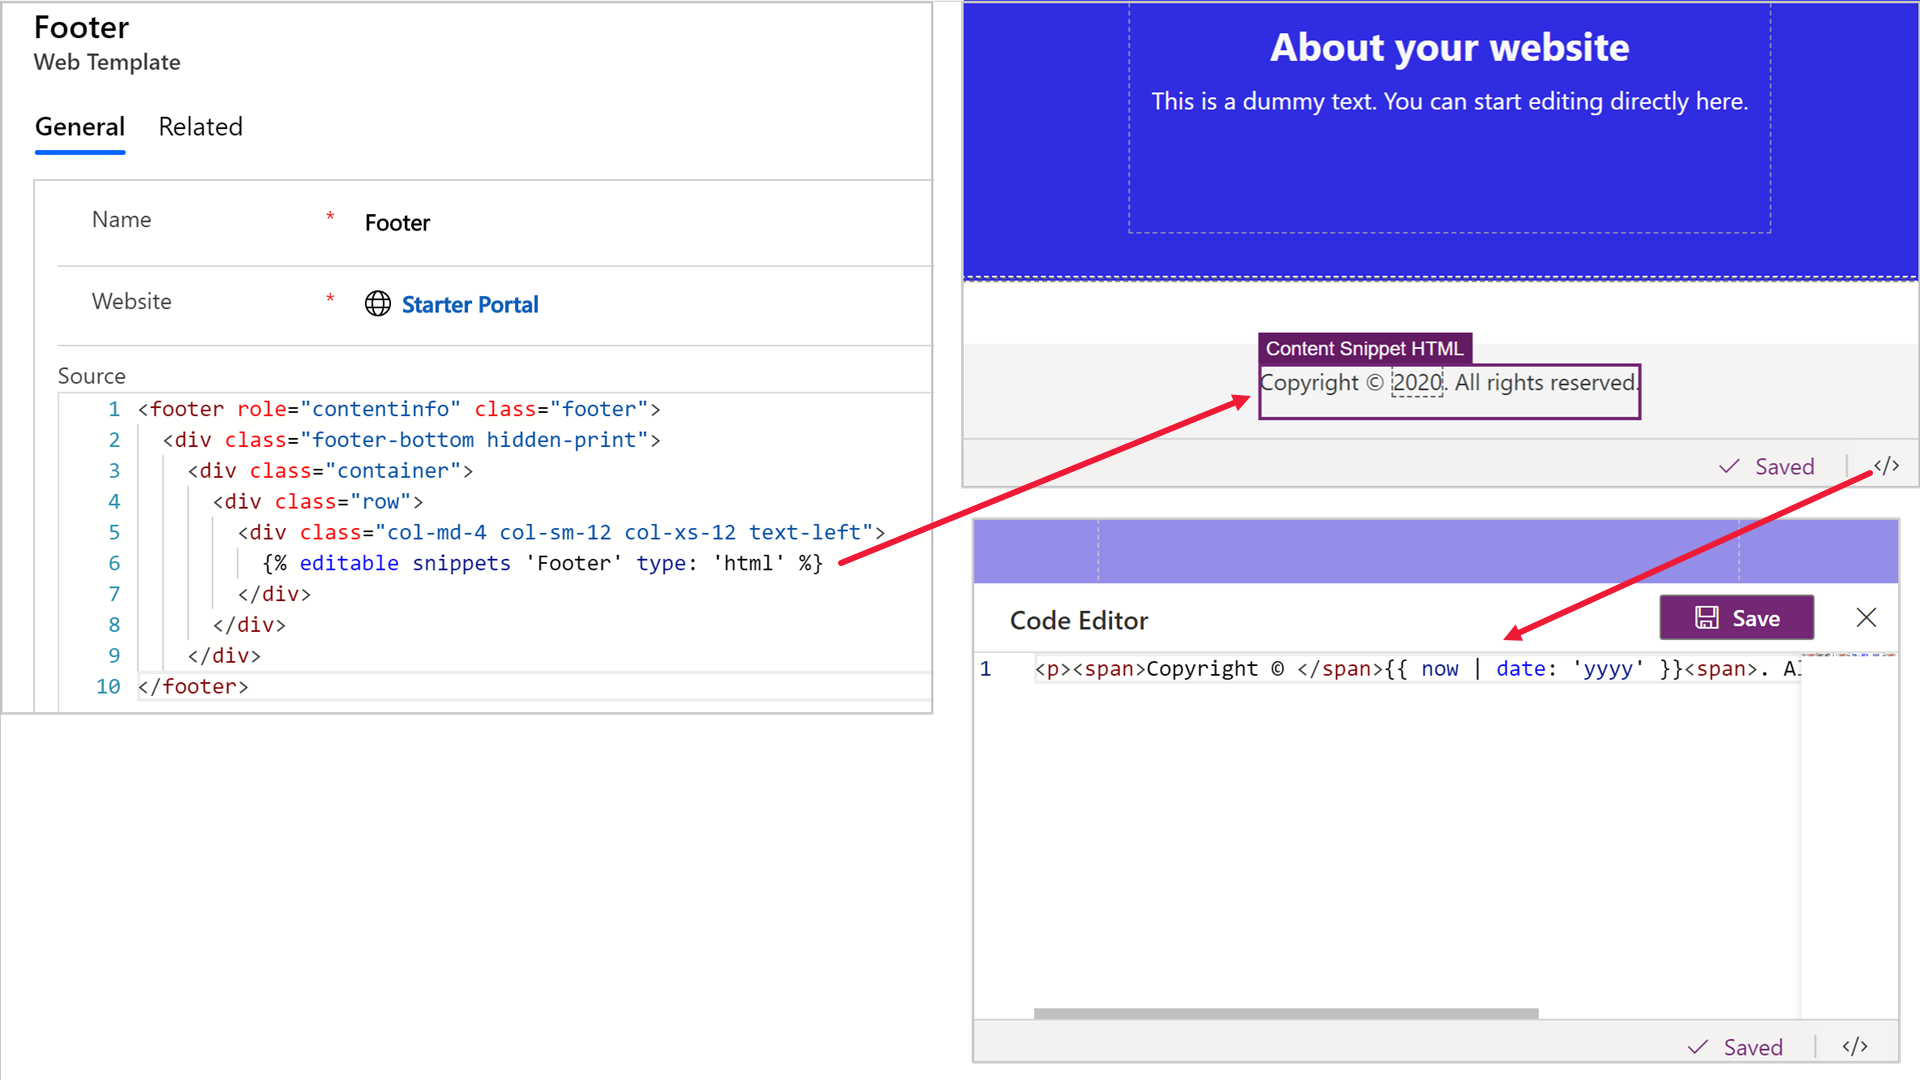 Footer
Web Template
General Related
Name * Footer
Website * Starter Portal
Source
1 <footer role="contentinfo" class="footer">
2 <div class="footer-bottom hidden-print">
3 <div class="container">
4 <div class="row">
5 <div class="col-md-4 col-sm-12 col-xs-12 text-left">
6 {% editable snippets 'Footer' type: 'html' %}
7 </div>
8 </div>
9 </div>
10 </footer>
About your website
This is a dummy text. You can start editing directly here.
Content Snippet HTML
Copyright © 2020. All rights reserved.
Saved </>
Code Editor
Save
1 <p><span>Copyright © </span>{{ now | date: 'yyyy' }}<span>. Al
Saved </>